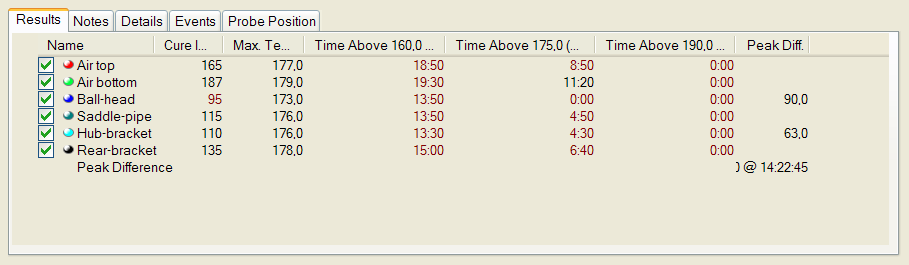 Results Notes Details Events Probe Position
Name Cure I... Max. Te... Time Above 160,0 ... Time Above 175,0 (... Time Above 190,0 ... Peak Diff.
Air top 165 177,0 18:50 8:50 0:00
Air bottom 187 179,0 19:30 11:20 0:00
Ball-head 95 173,0 13:50 0:00 0:00 90,0
Saddle-pipe 115 176,0 13:50 4:50 0:00
Hub-bracket 110 176,0 13:30 4:30 0:00 63,0
Rear-bracket 135 178,0 15:00 6:40 0:00
Peak Difference @ 14:22:45